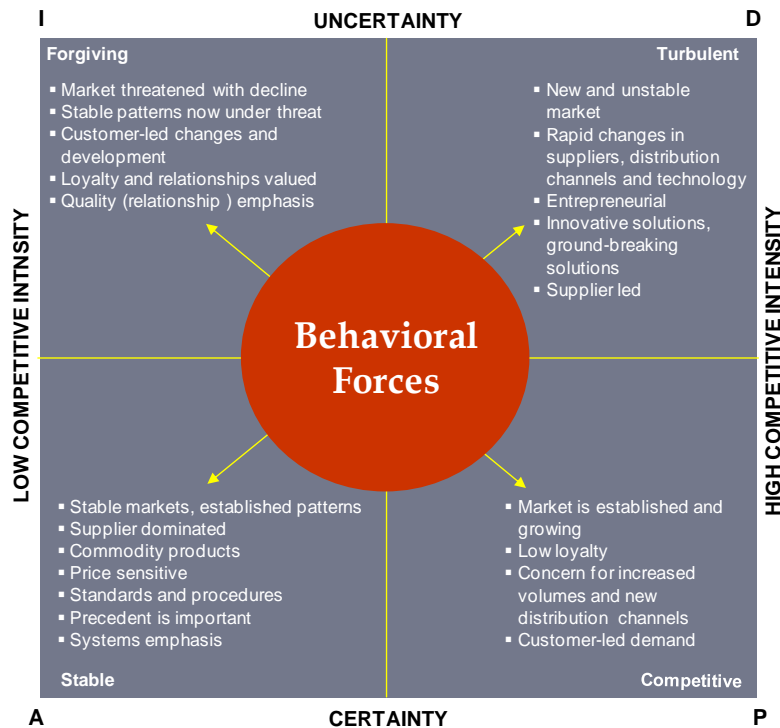 I
UNCERTAINTY
D
Forgiving
▪ Market threatened with decline
▪ Stable patterns now under threat
▪ Customer-led changes and
development
▪ Loyalty and relationships valued
▪ Quality (relationship ) emphasis
Turbulent
▪ New and unstable
market
▪ Rapid changes in
suppliers, distribution
channels and technology
▪ Entrepreneurial
▪ Innovative solutions,
ground-breaking
solutions
▪ Supplier led
LOW COMPETITIVE INTNSITY
Behavioral
Forces
HIGH COMPETITIVE INTENSITY
▪ Stable markets, established patterns
▪ Supplier dominated
▪ Commodity products
▪ Price sensitive
▪ Standards and procedures
▪ Precedent is important
▪ Systems emphasis
Stable
▪ Market is established and
growing
▪ Low loyalty
▪ Concern for increased
volumes and new
distribution channels
▪ Customer-led demand
Competitive
A
CERTAINTY
P